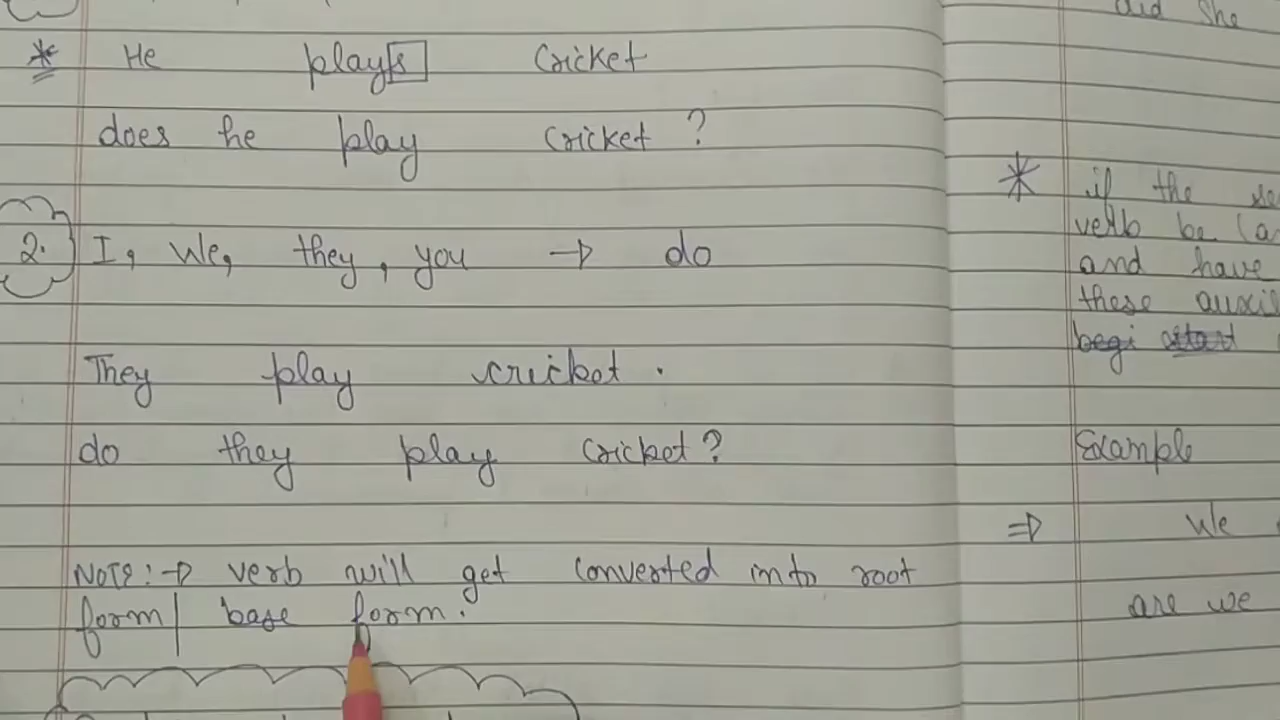 * He plays cricket
does he play cricket ?
2. I, We, they, you → do
They play cricket .
do they play cricket?
NOTE :→ verb will get converted into root
form| base form.
did she
* if the
verb be
and have
these
begi start
Example
⇒ We
are we